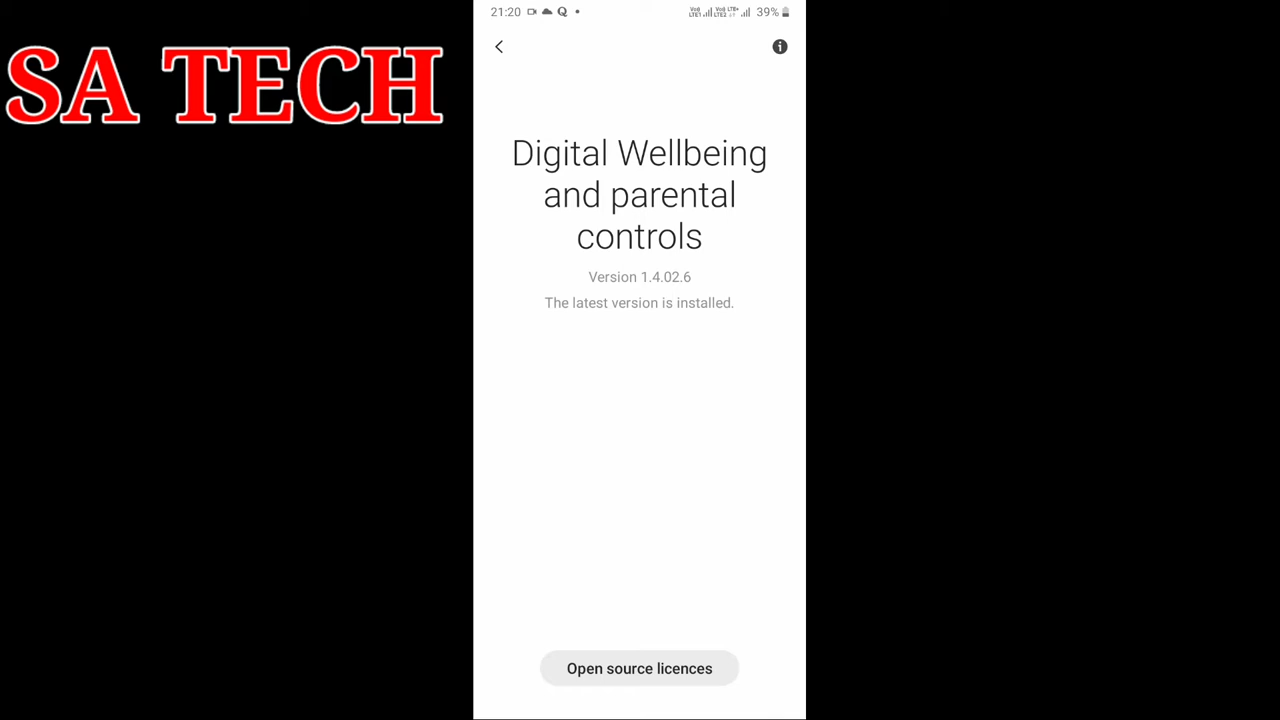 SA TECH
21:20
39%
Digital Wellbeing
and parental
controls
Version 1.4.02.6
The latest version is installed.
Open source licences